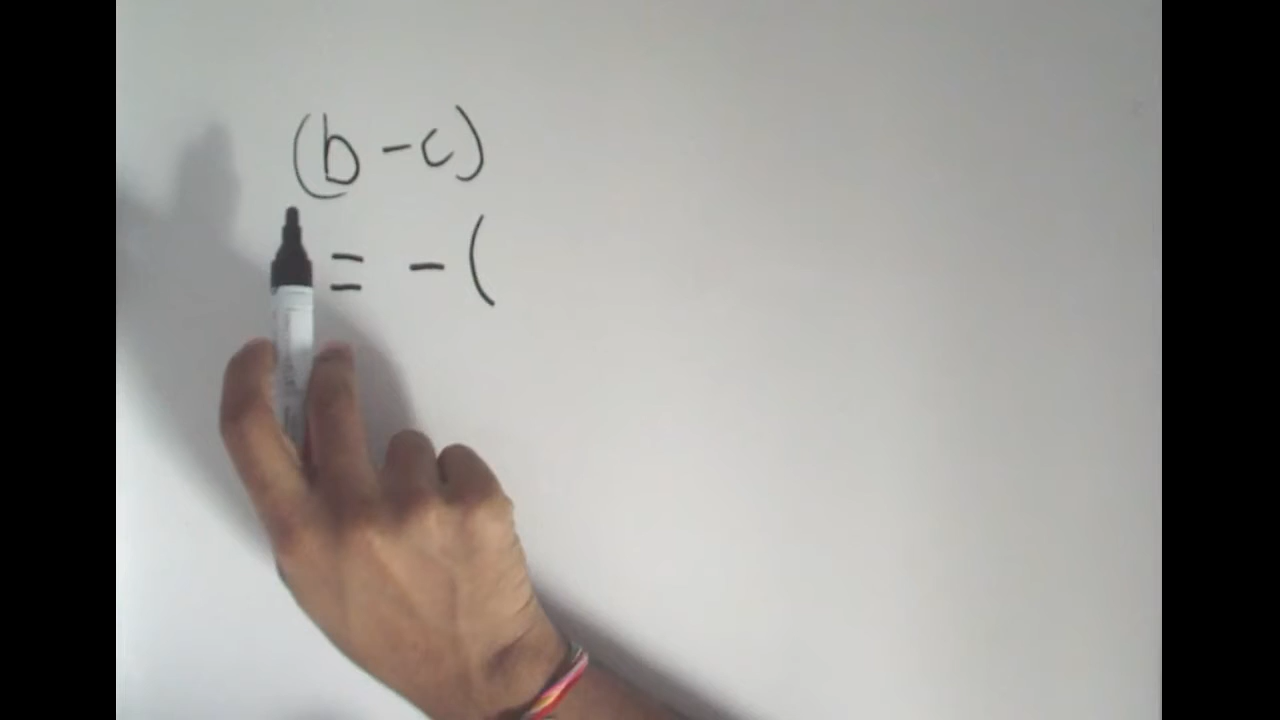 (b - c)
= - (